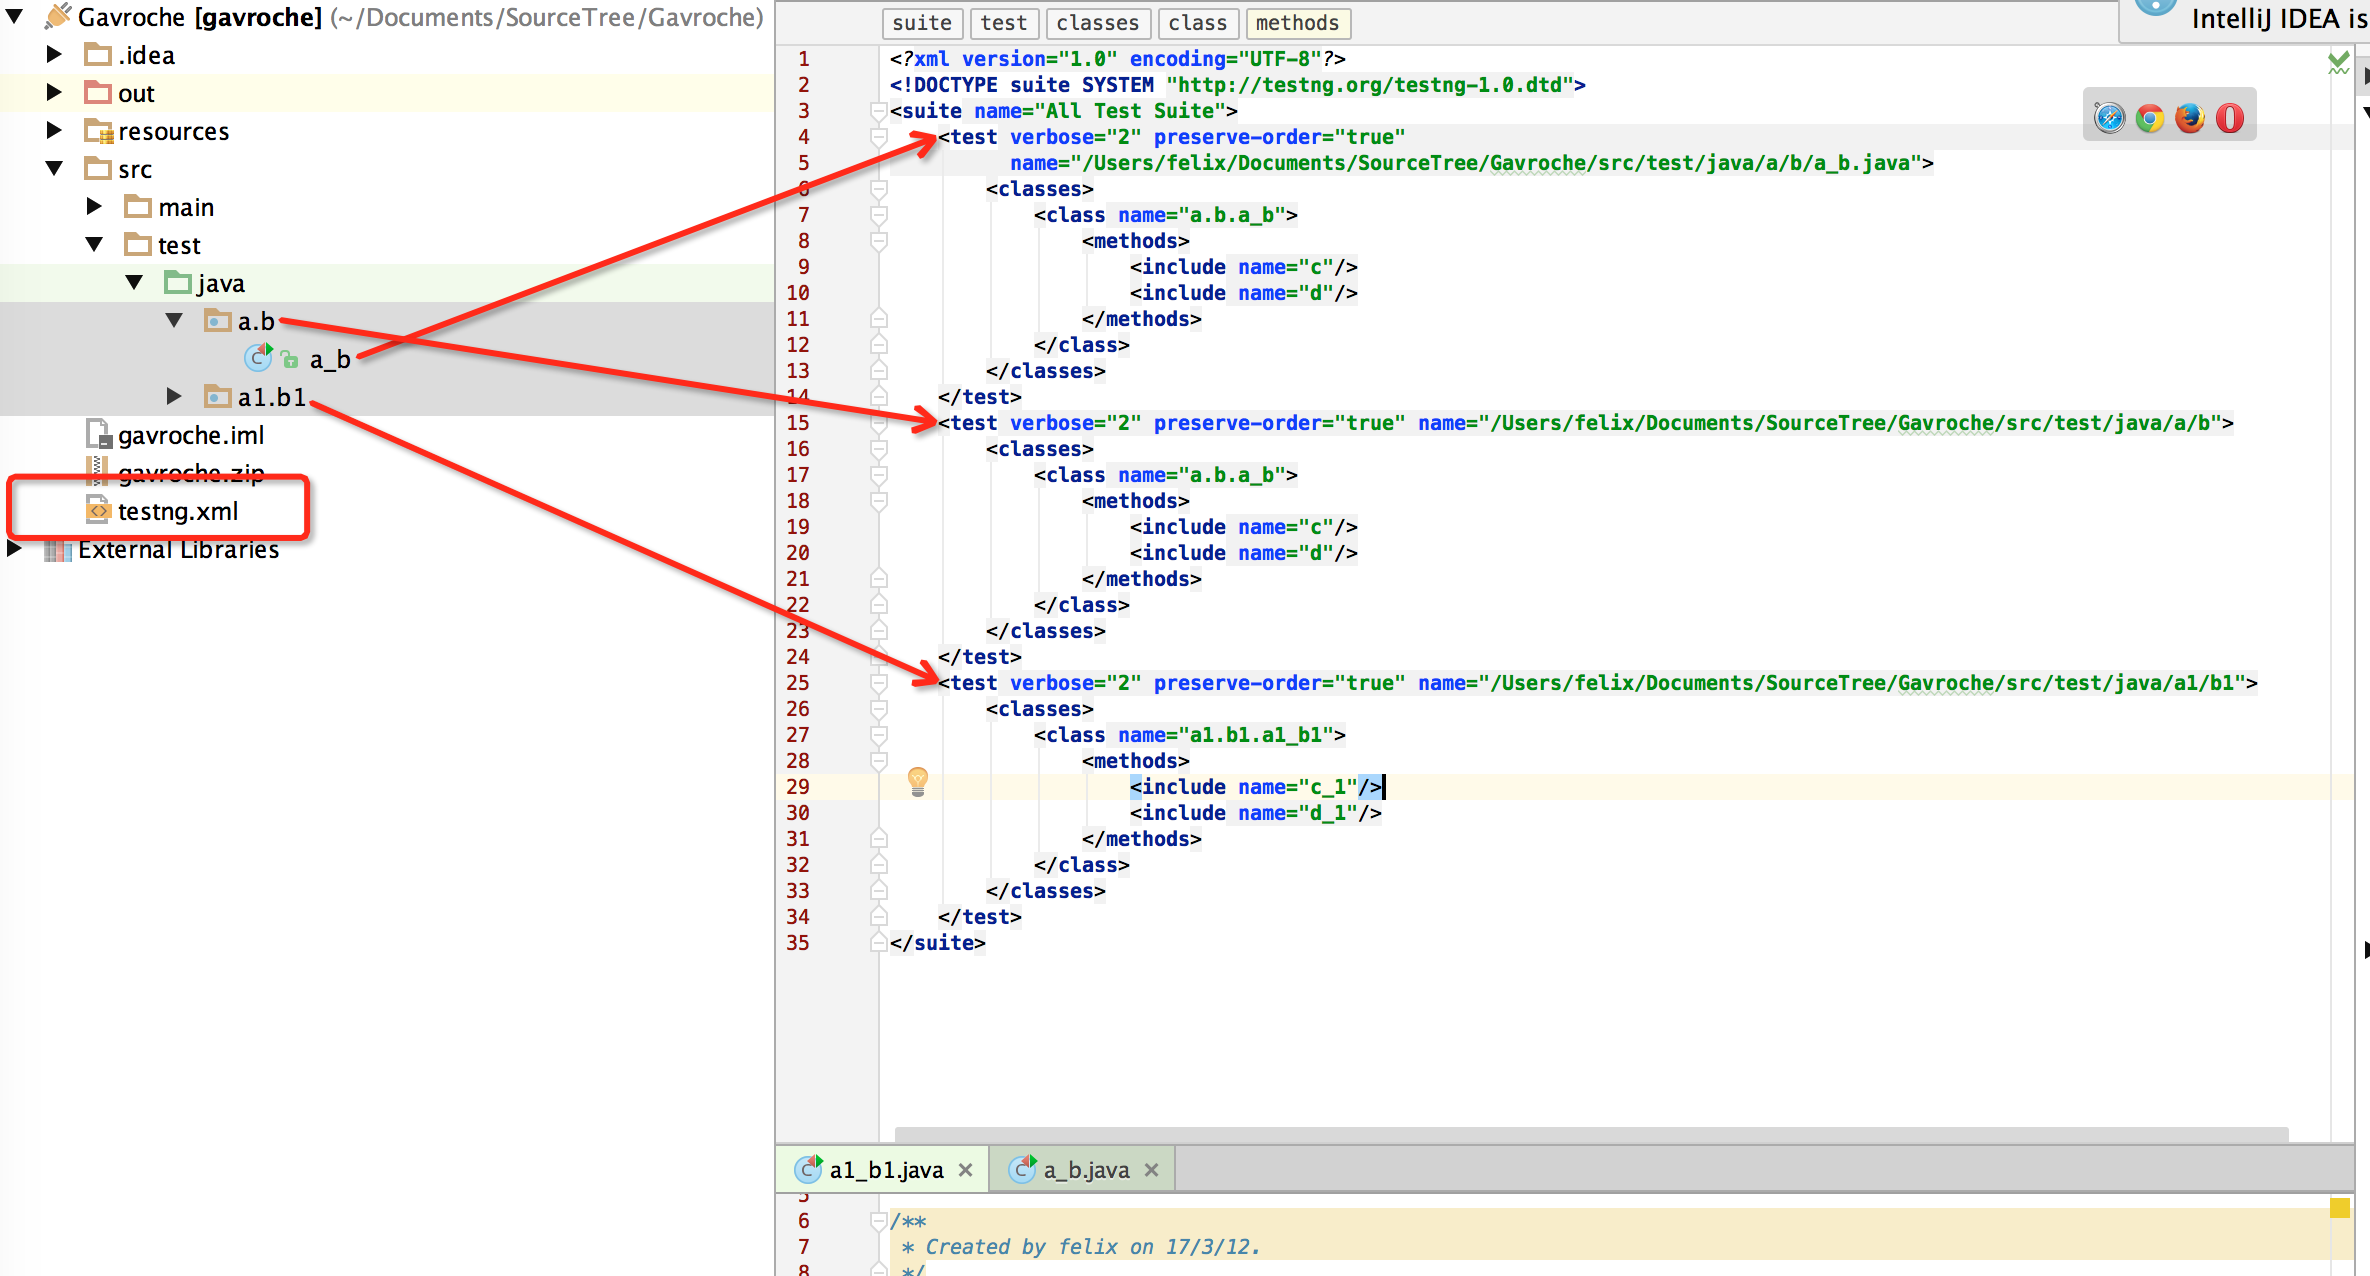 Gavroche [gavroche] (~/Documents/SourceTree/Gavroche)
.idea
out
resources
src
main
test
java
a.b
a_b
a1.b1
gavroche.iml
gavroche.zip
testng.xml
External Libraries
suite test classes class methods
IntelliJ IDEA is
1 <?xml version="1.0" encoding="UTF-8"?>
2 <!DOCTYPE suite SYSTEM "http://testng.org/testng-1.0.dtd">
3 <suite name="All Test Suite">
4 <test verbose="2" preserve-order="true"
5 name="/Users/felix/Documents/SourceTree/Gavroche/src/test/java/a/b/a_b.java">
6 <classes>
7 <class name="a.b.a_b">
8 <methods>
9 <include name="c"/>
10 <include name="d"/>
11 </methods>
12 </class>
13 </classes>
14 </test>
15 <test verbose="2" preserve-order="true" name="/Users/felix/Documents/SourceTree/Gavroche/src/test/java/a/b">
16 <classes>
17 <class name="a.b.a_b">
18 <methods>
19 <include name="c"/>
20 <include name="d"/>
21 </methods>
22 </class>
23 </classes>
24 </test>
25 <test verbose="2" preserve-order="true" name="/Users/felix/Documents/SourceTree/Gavroche/src/test/java/a1/b1">
26 <classes>
27 <class name="a1.b1.a1_b1">
28 <methods>
29 <include name="c_1"/>
30 <include name="d_1"/>
31 </methods>
32 </class>
33 </classes>
34 </test>
35 </suite>
a1_b1.java a_b.java
5
6 /**
7 * Created by felix on 17/3/12.
8 */